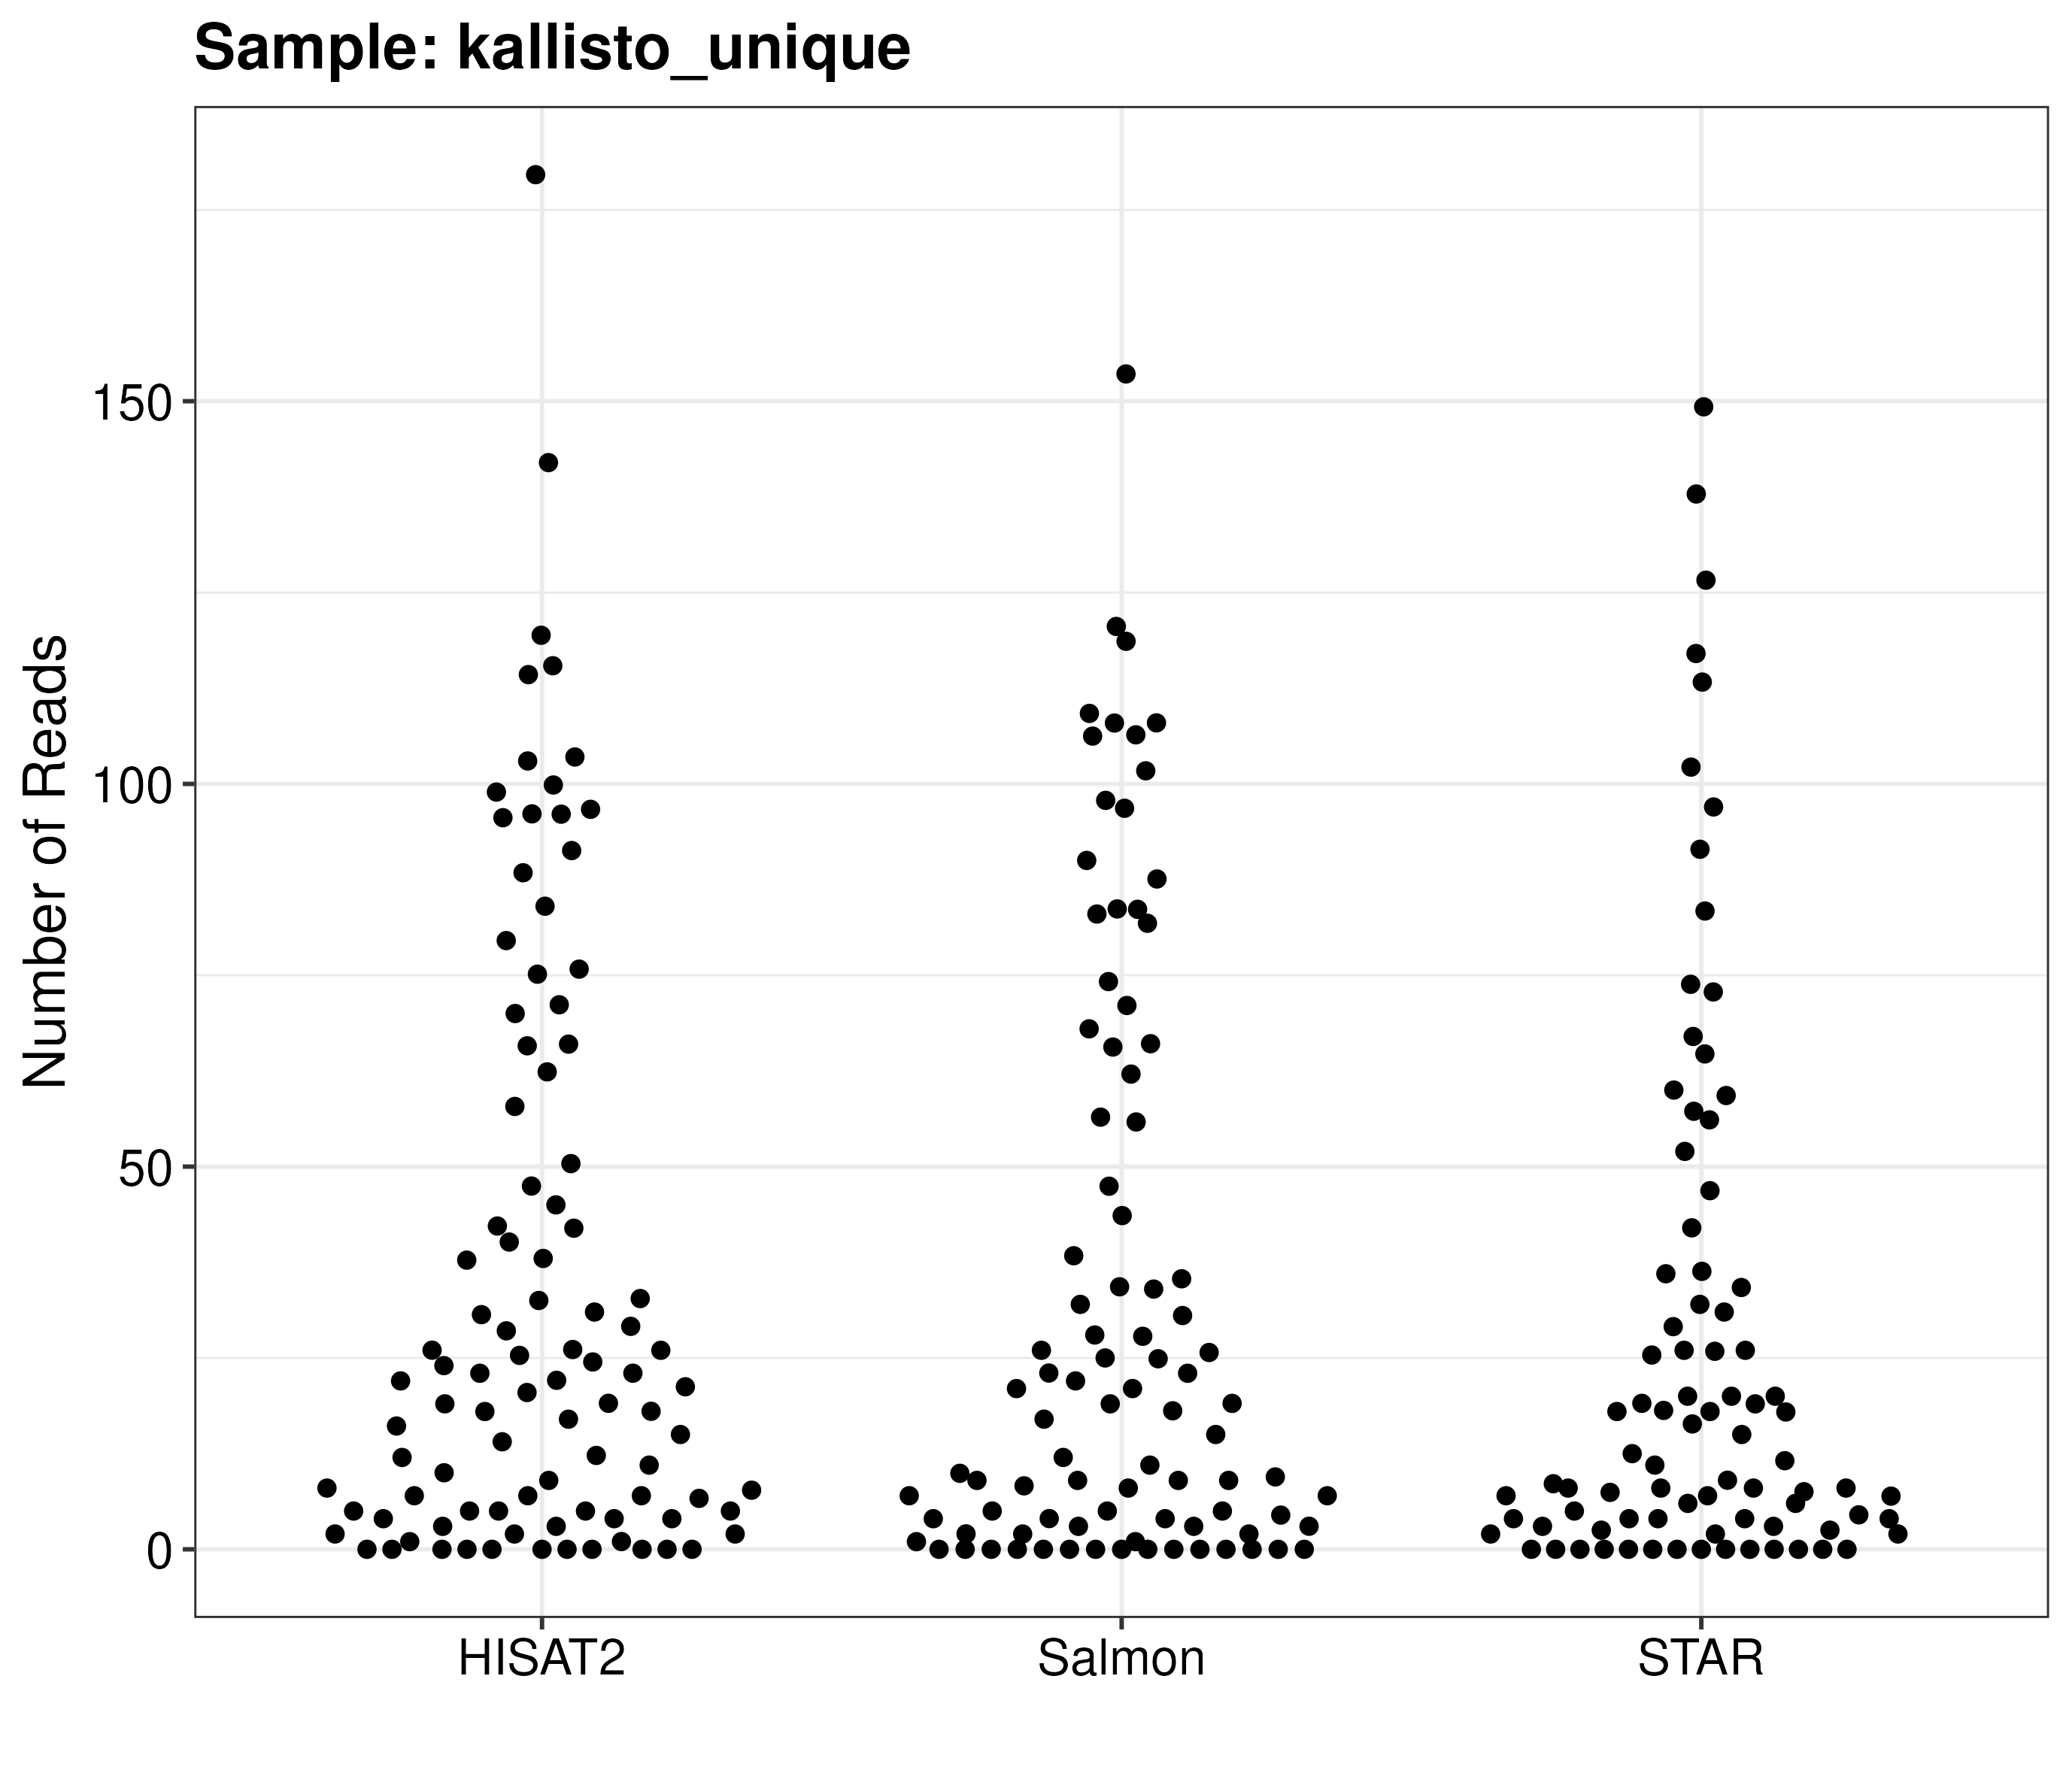 Sample: kallisto_unique
Number of Reads
150
100
50
0
HISAT2 Salmon STAR